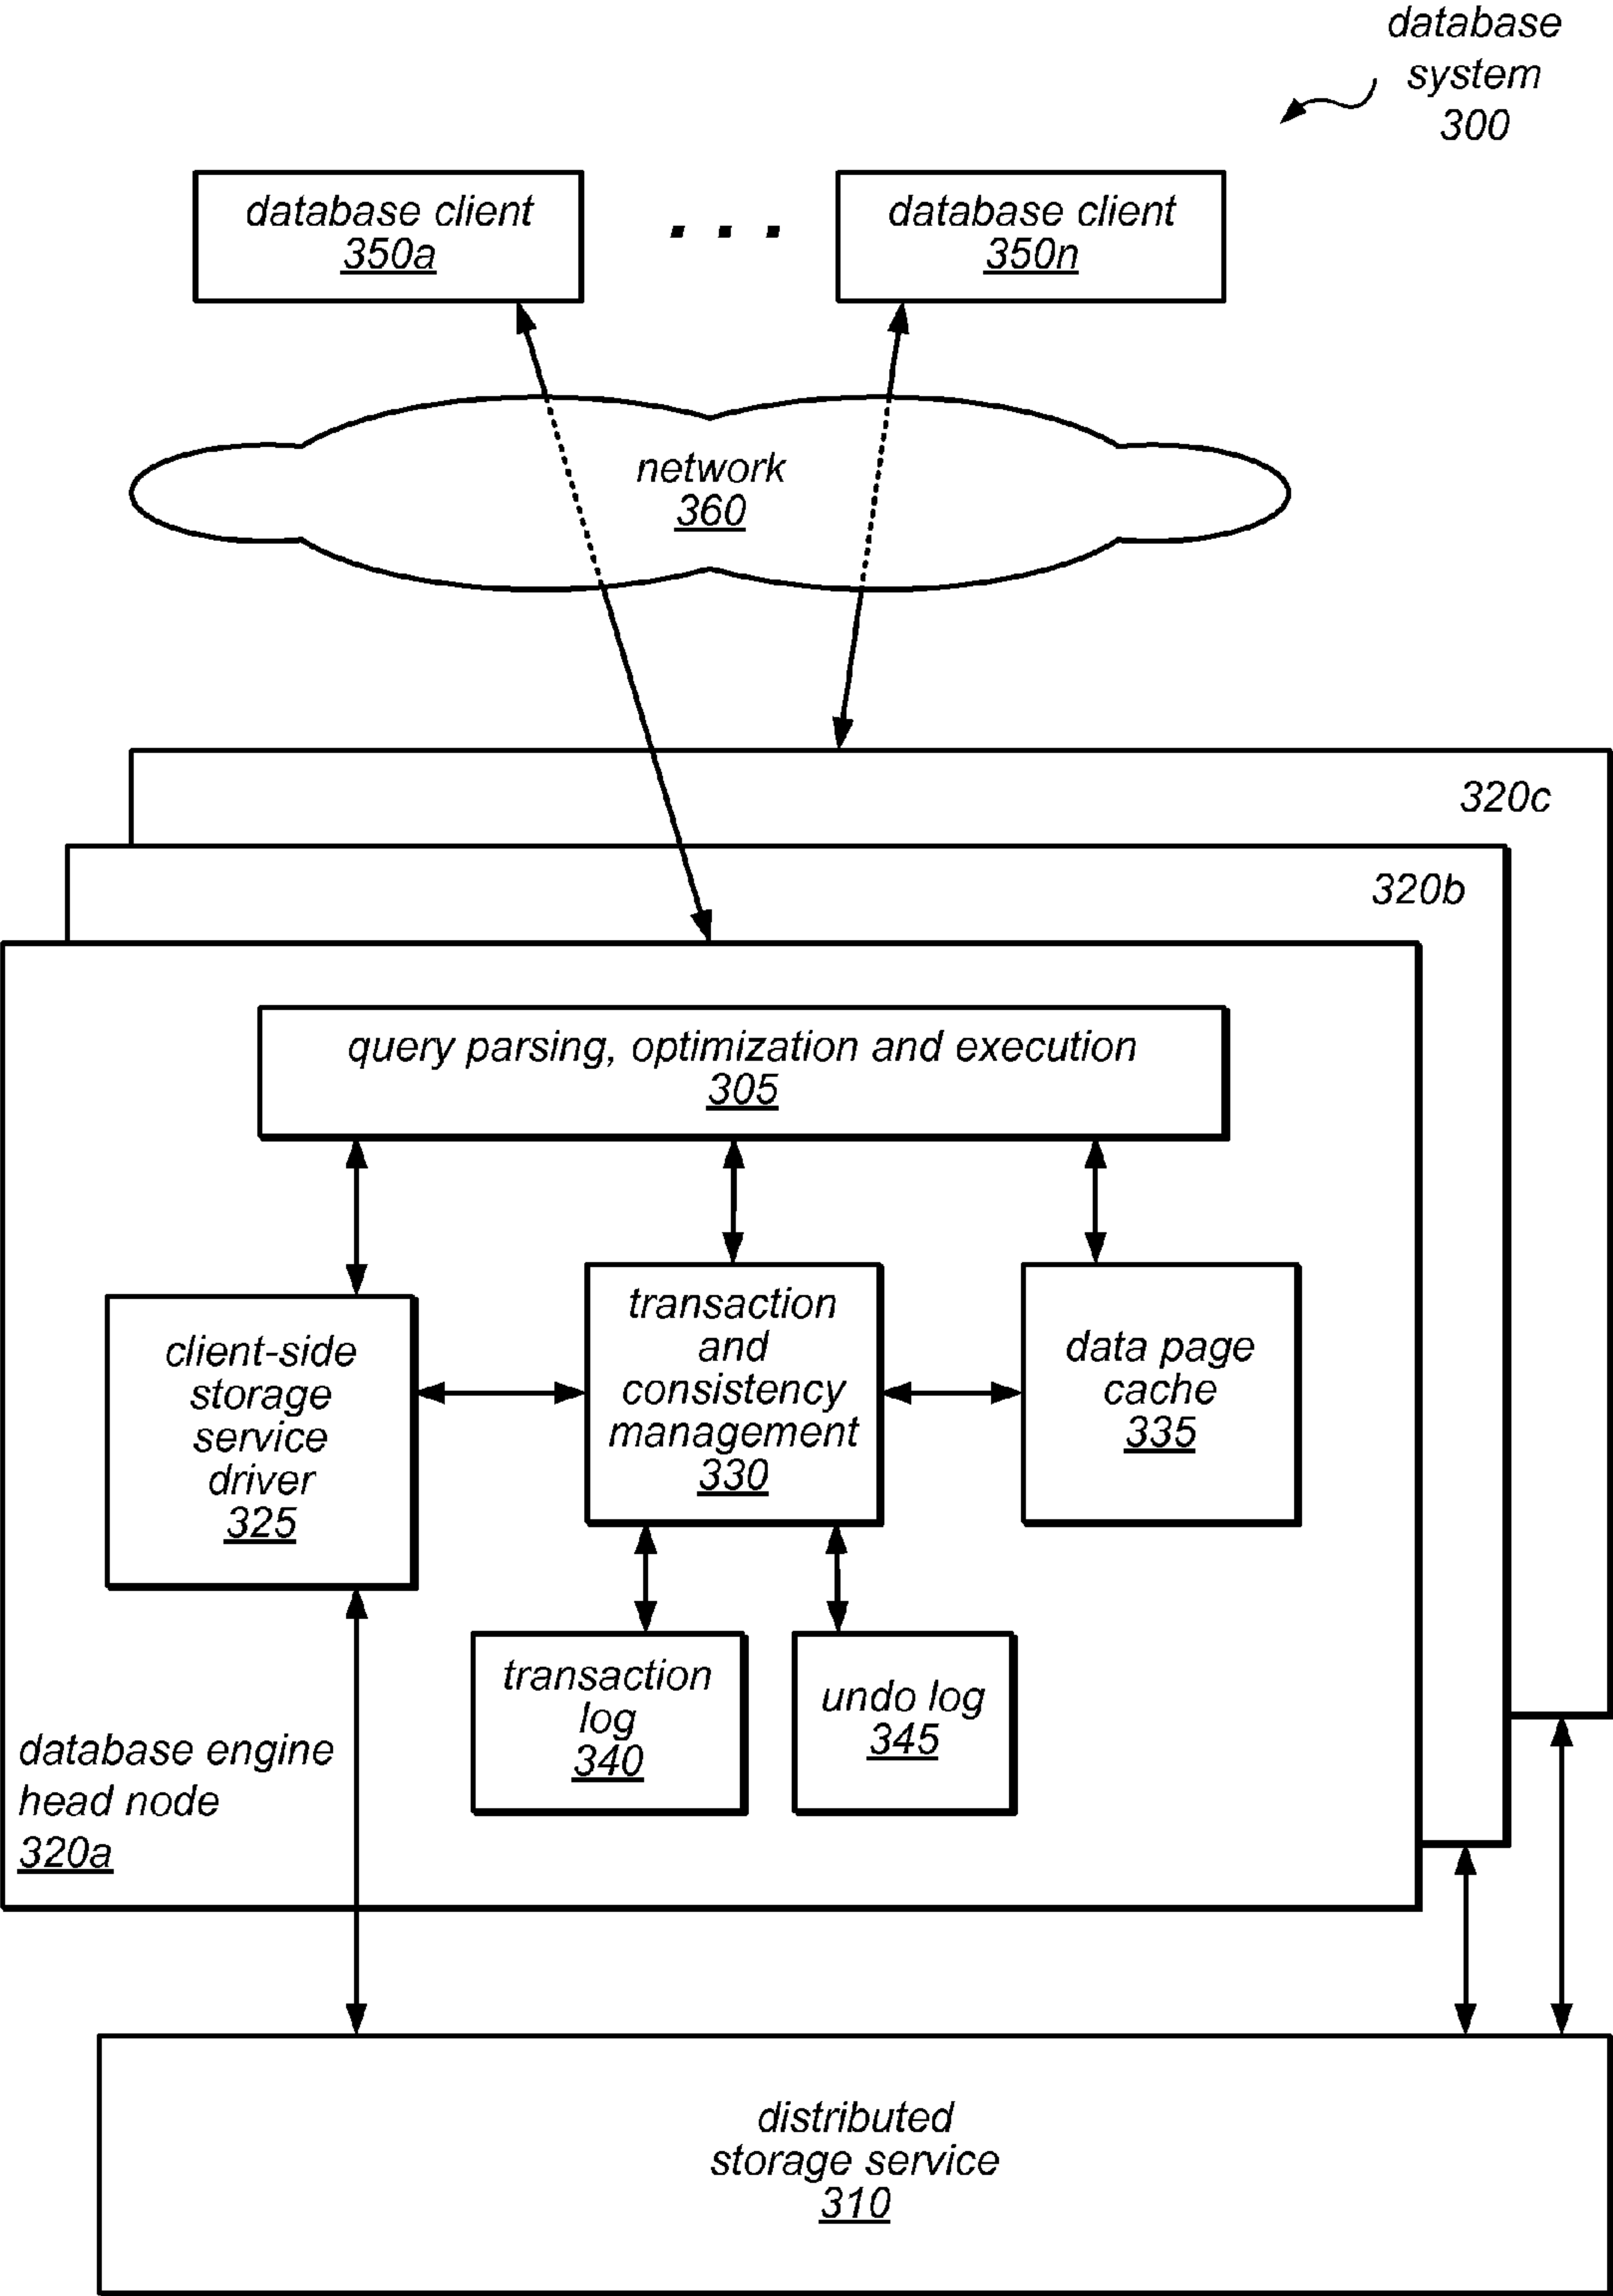 database
system
300
database client
350a
. . .
database client
350n
network
360
320c
320b
query parsing, optimization and execution
305
client-side
storage
service
driver
325
transaction
and
consistency
management
330
data page
cache
335
transaction
log
340
undo log
345
database engine
head node
320a
distributed
storage service
310